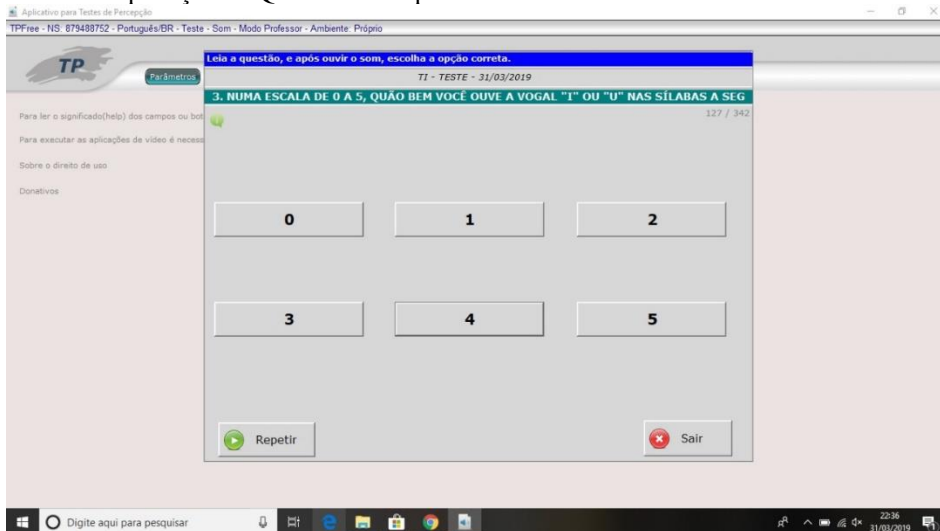 Aplicativo para Testes de Percepção
TPFree - NS: 879488752 - Português/BR - Teste - Som - Modo Professor - Ambiente: Próprio
TP
Parâmetros
Leia a questão, e após ouvir o som, escolha a opção correta.
TI - TESTE - 31/03/2019
3. NUMA ESCALA DE 0 A 5, QUÃO BEM VOCÊ OUVE A VOGAL "I" OU "U" NAS SÍLABAS A SEG
127 / 342
Para ler o significado(help) dos campos ou bot
Para executar as aplicações de vídeo é necess
Sobre o direito de uso
Donativos
0 1 2
3 4 5
Repetir Sair
Digite aqui para pesquisar
22:36
31/03/2019